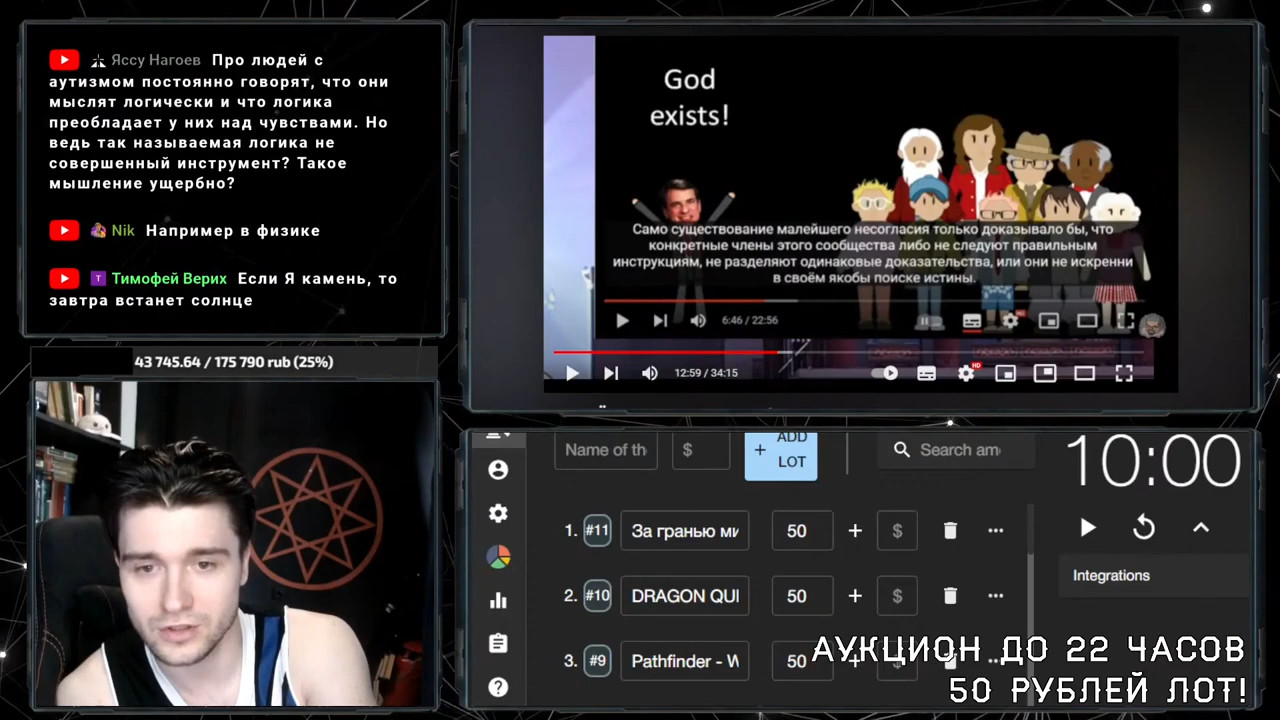 Яссу Нагоев Про людей с
аутизмом постоянно говорят, что они
мыслят логически и что логика
преобладает у них над чувствами. Но
ведь так называемая логика не
совершенный инструмент? Такое
мышление ущербно?
Nik Например в физике
Т Тимофей Верих Если Я камень, то
завтра встанет солнце
43 745.64 / 175 790 rub (25%)
God
exists!
Само существование малейшего несогласия только доказывало бы, что
конкретные члены этого сообщества либо не следуют правильным
инструкциям, не разделяют одинаковые доказательства, или они не искренни
в своём якобы поиске истины.
6:46 / 22:56
12:59 / 34:15
HD
Name of th
$
+ ADD
LOT
Search am
10:00
1. #11 За гранью ми 50 + $
2. #10 DRAGON QUI 50 + $
3. #9 Pathfinder - W 50
Integrations
АУКЦИОН ДО 22 ЧАСОВ
50 РУБЛЕЙ ЛОТ!